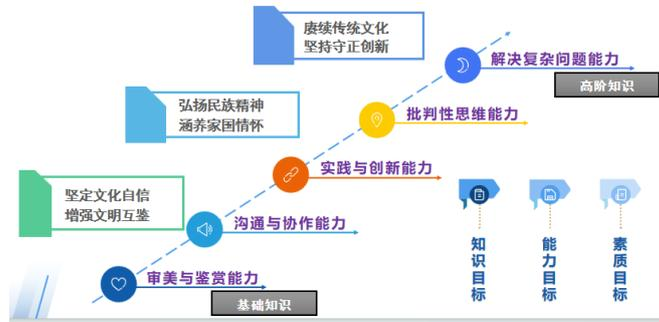 赓续传统文化
坚持守正创新
解决复杂问题能力
高阶知识
弘扬民族精神
涵养家国情怀
批判性思维能力
实践与创新能力
坚定文化自信
增强文明互鉴
沟通与协作能力
审美与鉴赏能力
基础知识
知识目标
能力目标
素质目标